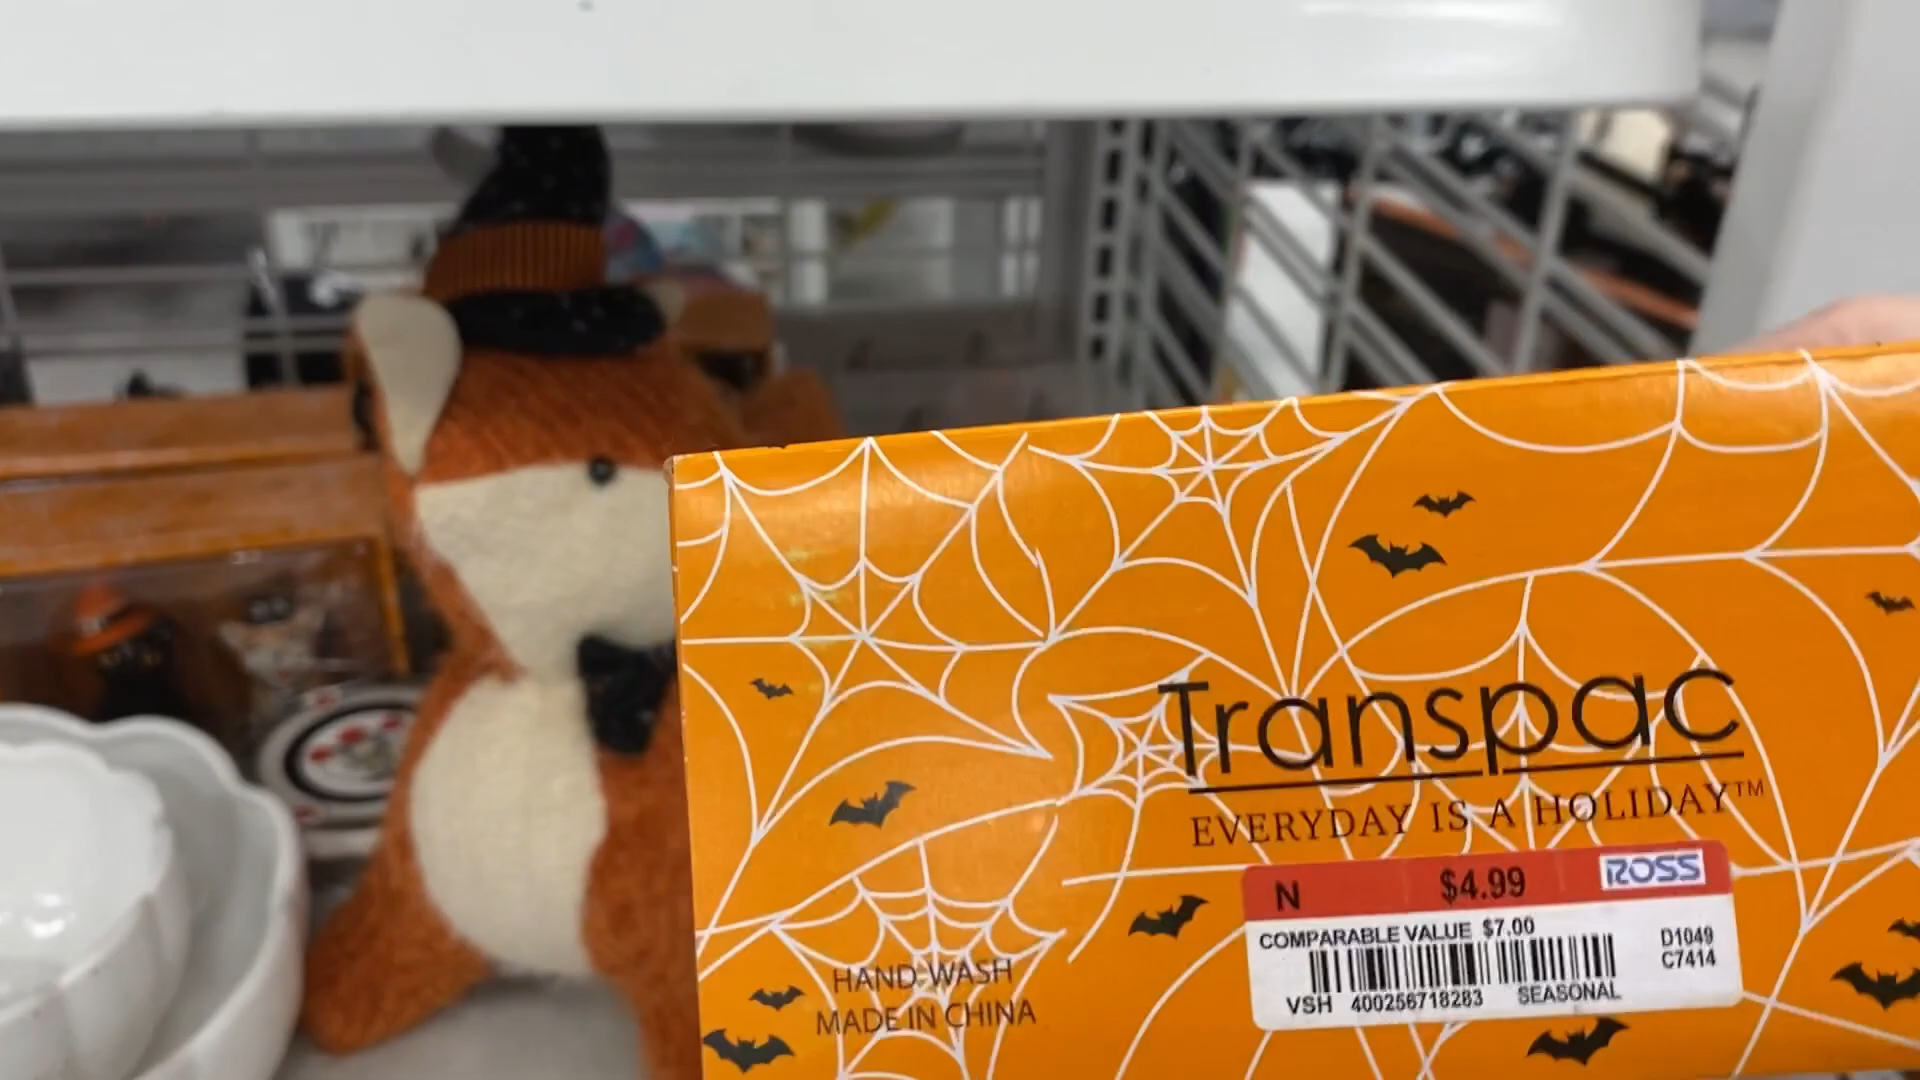 Transpac
EVERYDAY IS A HOLIDAY™
N $4.99 ROSS
COMPARABLE VALUE $7.00
D1049
C7414
VSH 400256718283 SEASONAL
HAND WASH
MADE IN CHINA